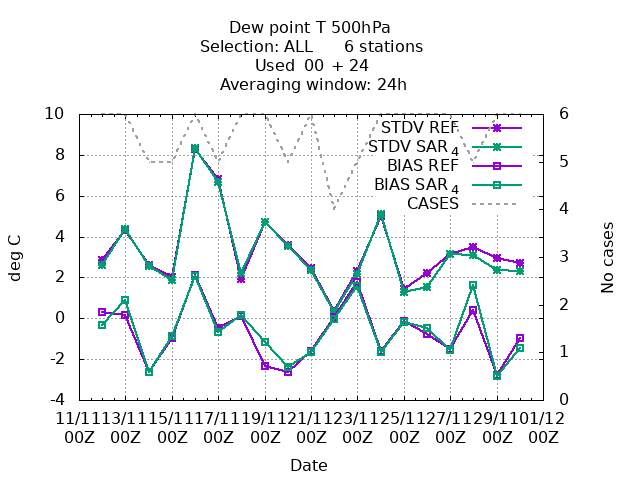 Dew point T 500hPa
Selection: ALL 6 stations
Used 00 + 24
Averaging window: 24h
10 6
STDV REF
STDV SAR 4
8 5
BIAS REF
BIAS SAR 4
6
CASES 4
4
deg C No cases
3
2
2
0
-2 1
-4 0
11/11 13/11 15/11 17/11 19/11 21/11 23/11 25/11 27/11 29/11 01/12
00Z 00Z 00Z 00Z 00Z 00Z 00Z 00Z 00Z 00Z 00Z
Date